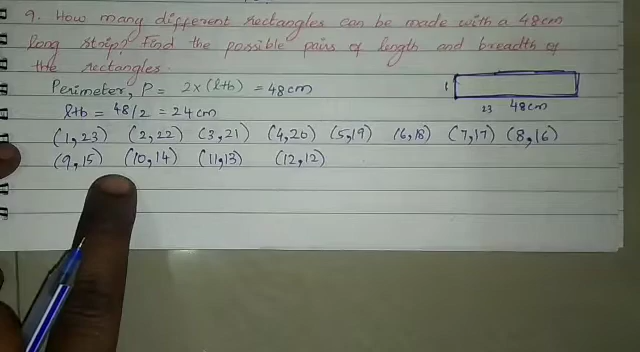 9. How many different rectangles can be made with a 48cm
long strip? Find the possible pairs of length and breadth of
the rectangles.
Perimeter, P = 2×(l+b) = 48cm
l+b = 48/2 = 24cm
1
23 48cm
(1,23) (2,22) (3,21) (4,20) (5,19) (6,18) (7,17) (8,16)
(9,15) (10,14) (11,13) (12,12)